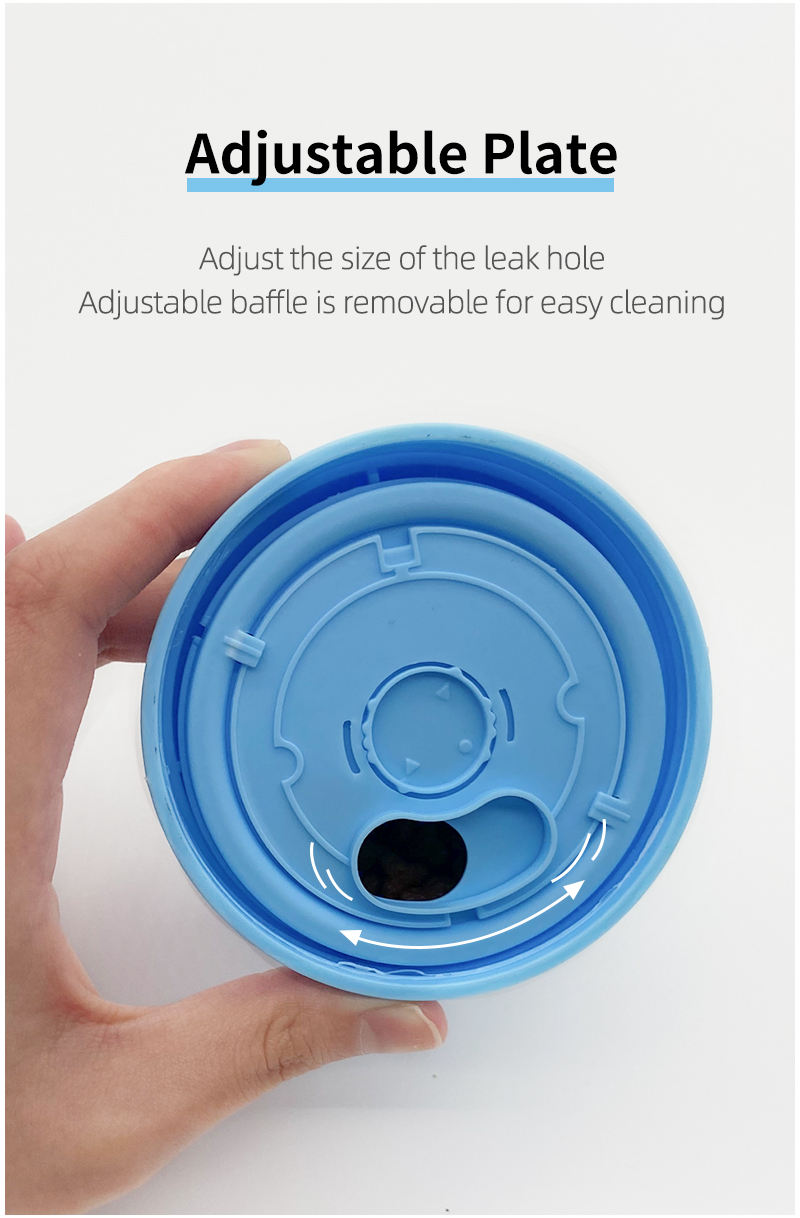 Adjustable Plate
Adjust the size of the leak hole
Adjustable baffle is removable for easy cleaning